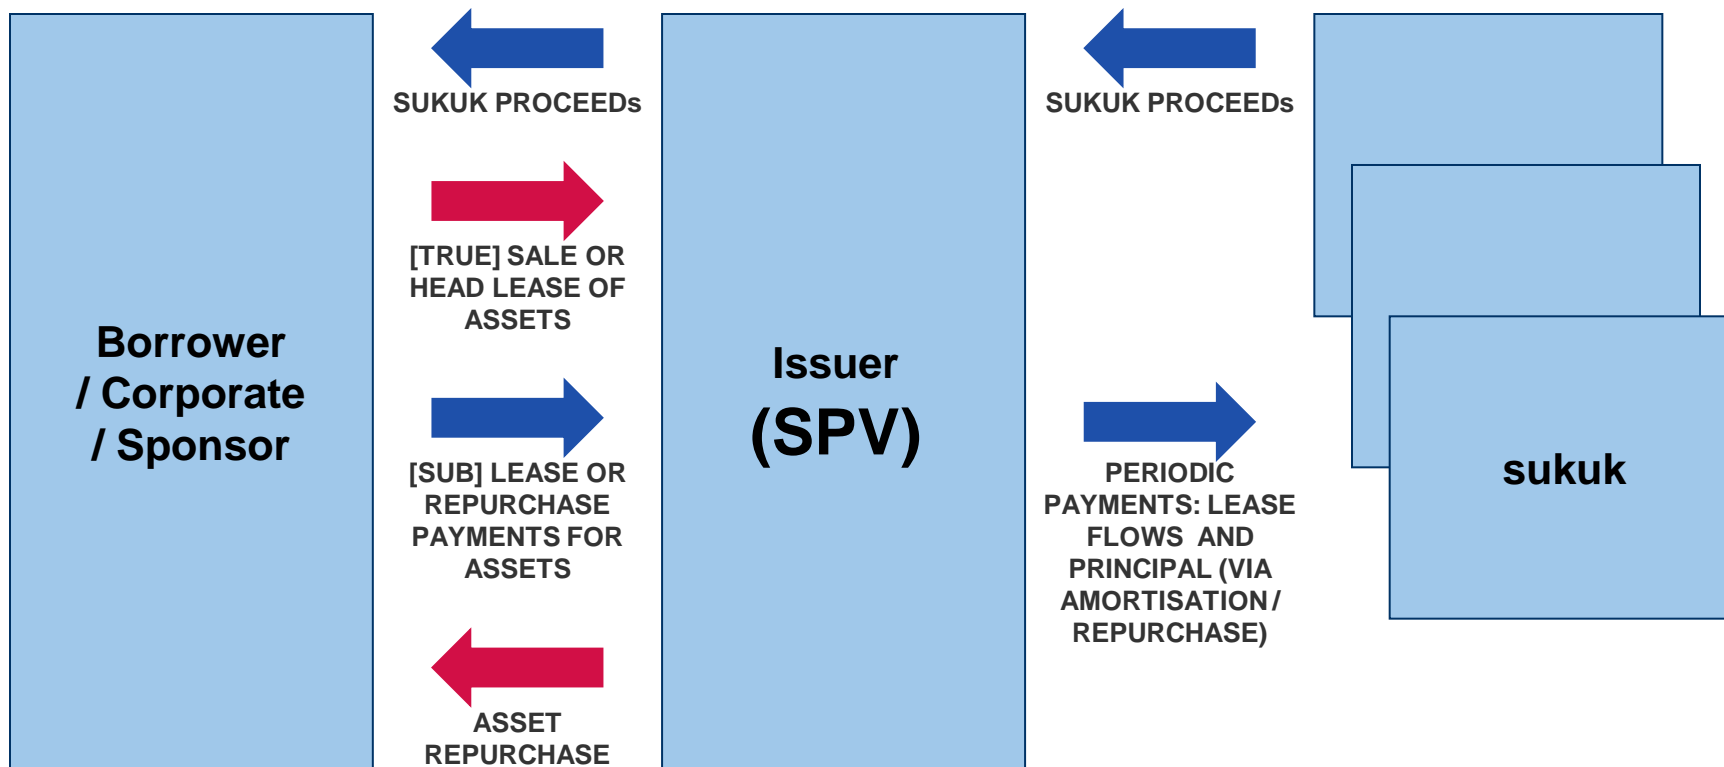 SUKUK PROCEEDs
SUKUK PROCEEDs
[TRUE] SALE OR
HEAD LEASE OF
ASSETS
Borrower
/ Corporate
/ Sponsor
Issuer
(SPV)
[SUB] LEASE OR
REPURCHASE
PAYMENTS FOR
ASSETS
PERIODIC
PAYMENTS: LEASE
FLOWS AND
PRINCIPAL (VIA
AMORTISATION /
REPURCHASE)
sukuk
ASSET
REPURCHASE